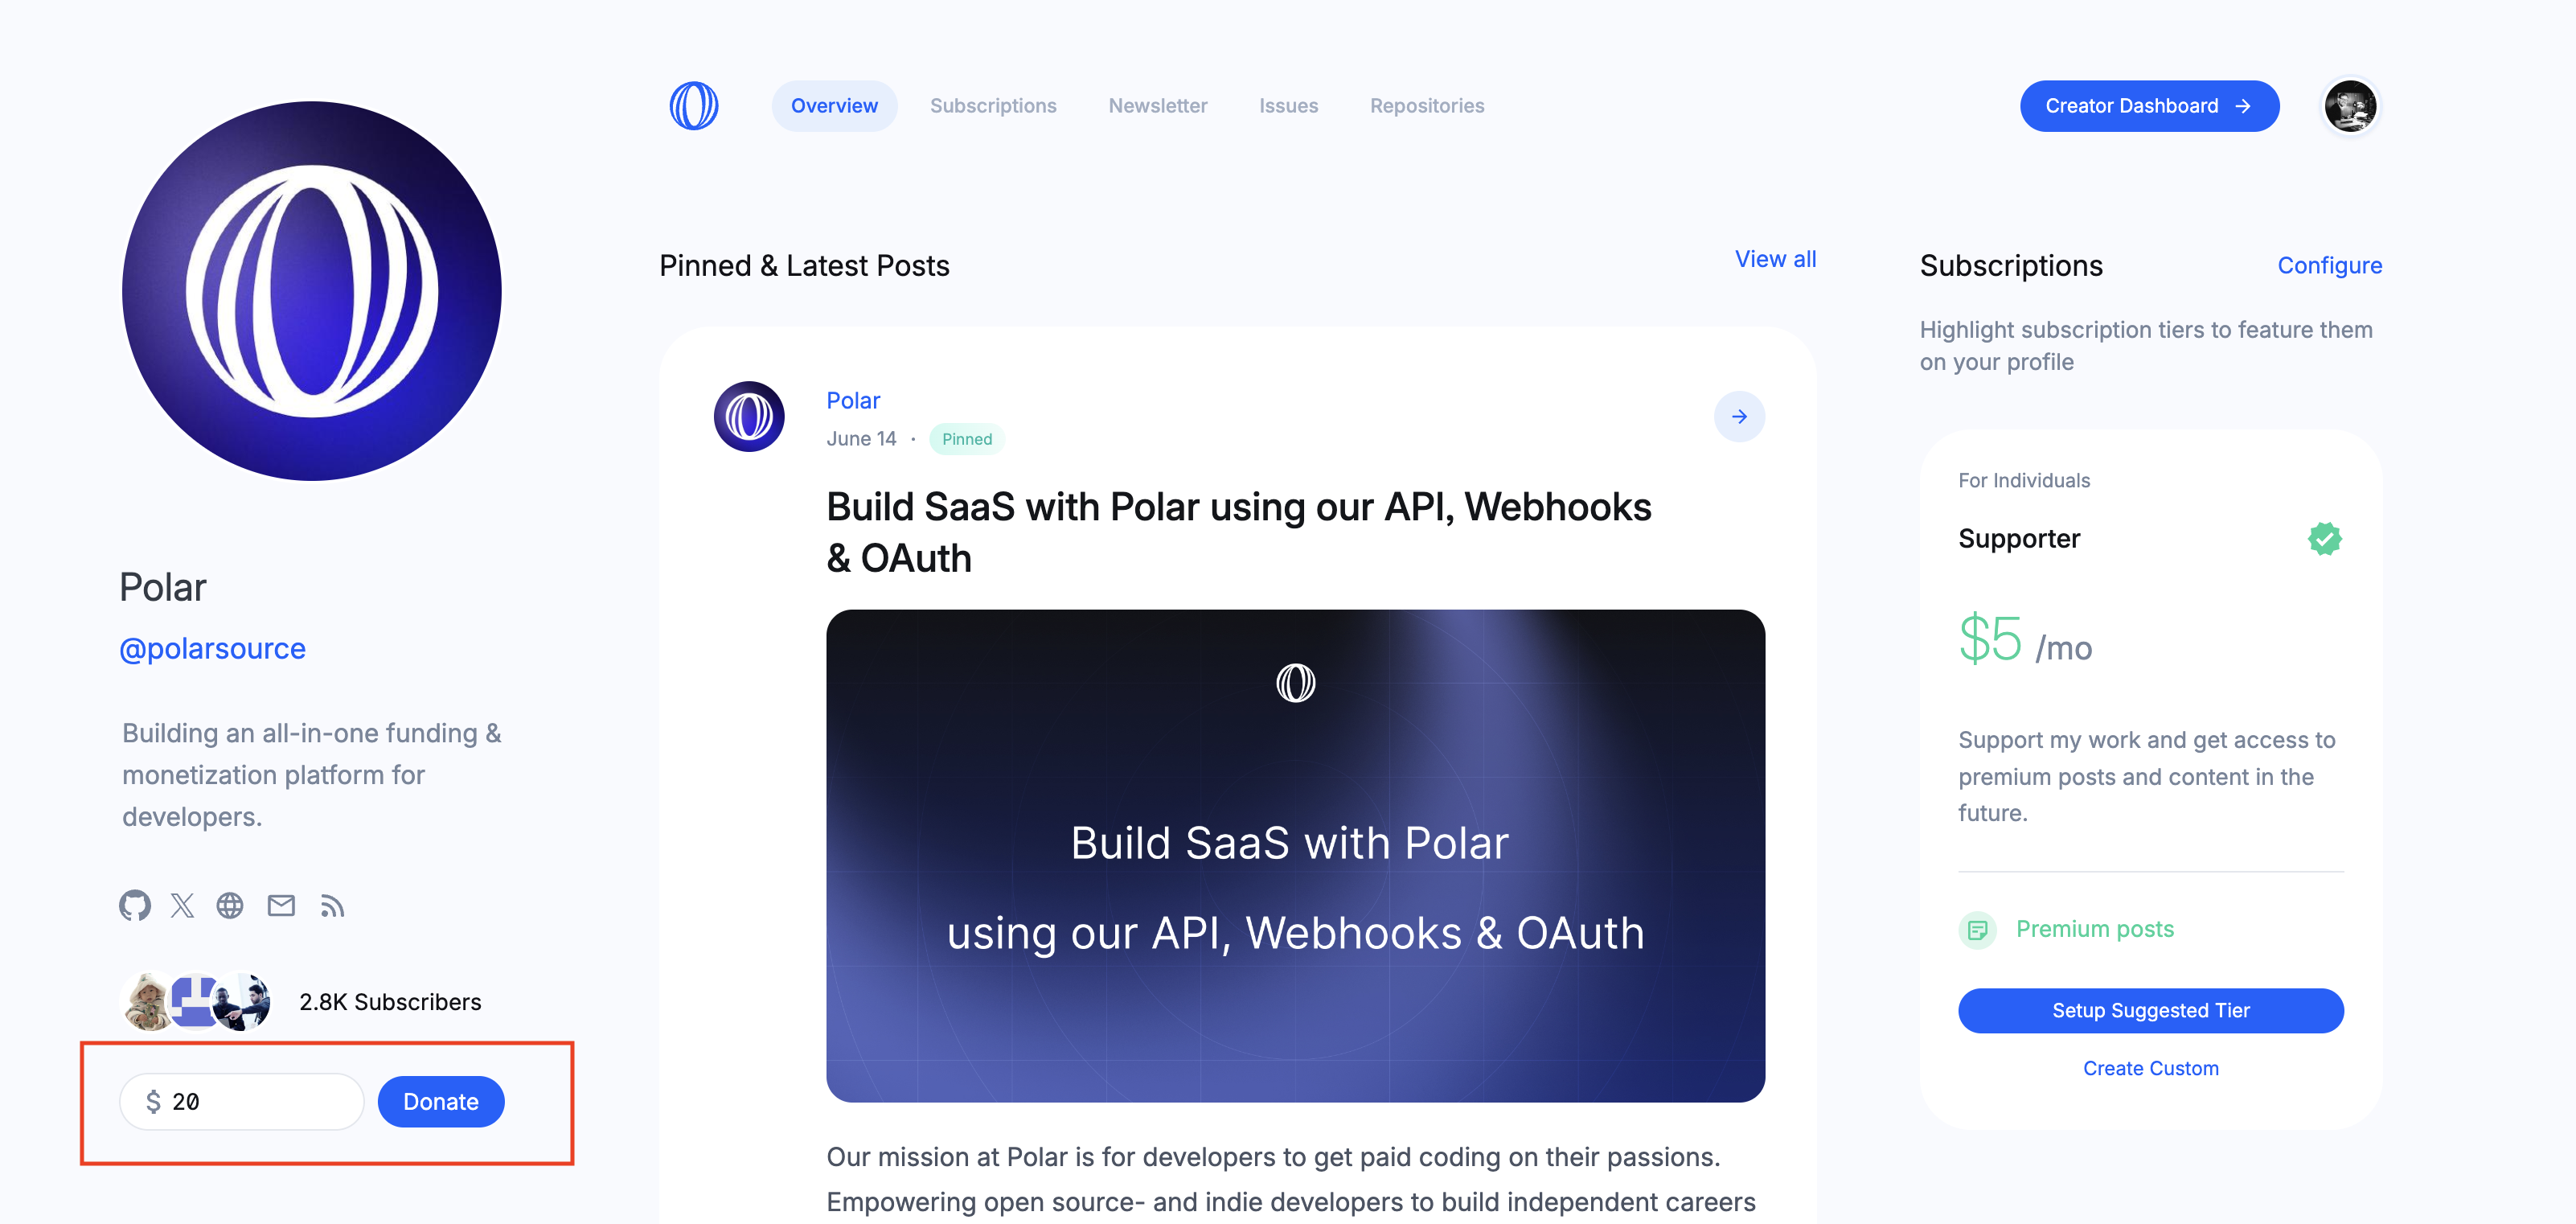 Overview
Subscriptions
Newsletter
Issues
Repositories
Creator Dashboard →
Polar
@polarsource
Building an all-in-one funding &
monetization platform for
developers.
2.8K Subscribers
$ 20
Donate
Pinned & Latest Posts
View all
Polar
June 14 · Pinned
Build SaaS with Polar using our API, Webhooks
& OAuth
Build SaaS with Polar
using our API, Webhooks & OAuth
Our mission at Polar is for developers to get paid coding on their passions.
Empowering open source- and indie developers to build independent careers
Subscriptions
Configure
Highlight subscription tiers to feature them
on your profile
For Individuals
Supporter
$5 /mo
Support my work and get access to
premium posts and content in the
future.
Premium posts
Setup Suggested Tier
Create Custom